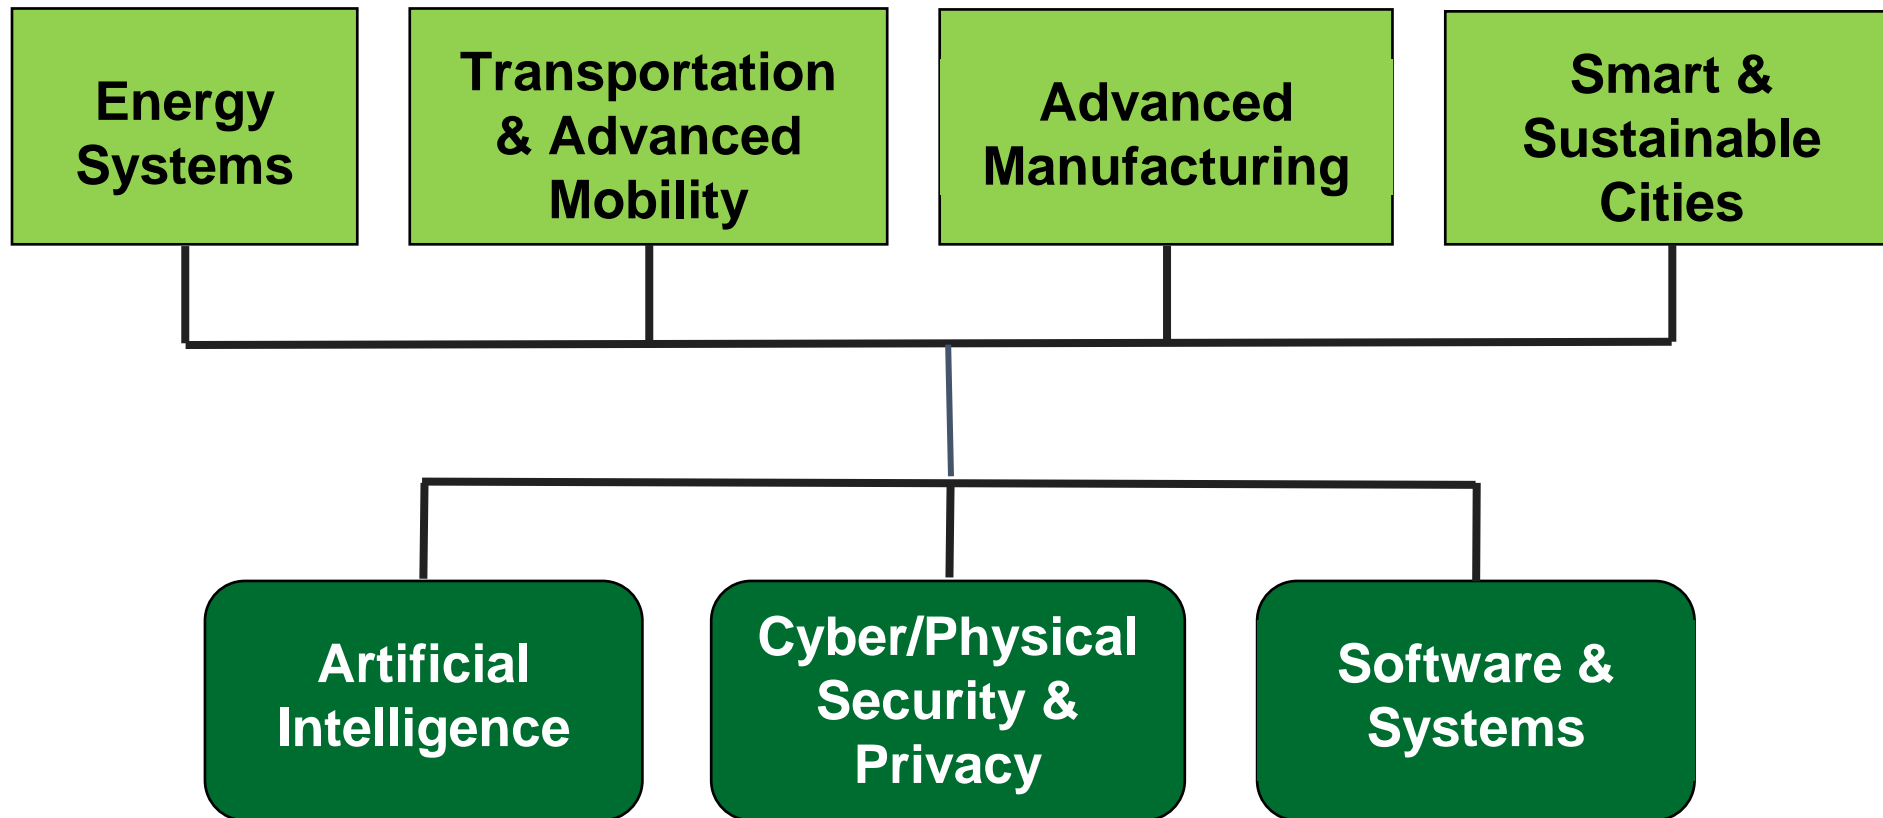 Energy
Systems
Transportation
& Advanced
Mobility
Advanced
Manufacturing
Smart &
Sustainable
Cities
Artificial
Intelligence
Cyber/Physical
Security &
Privacy
Software &
Systems